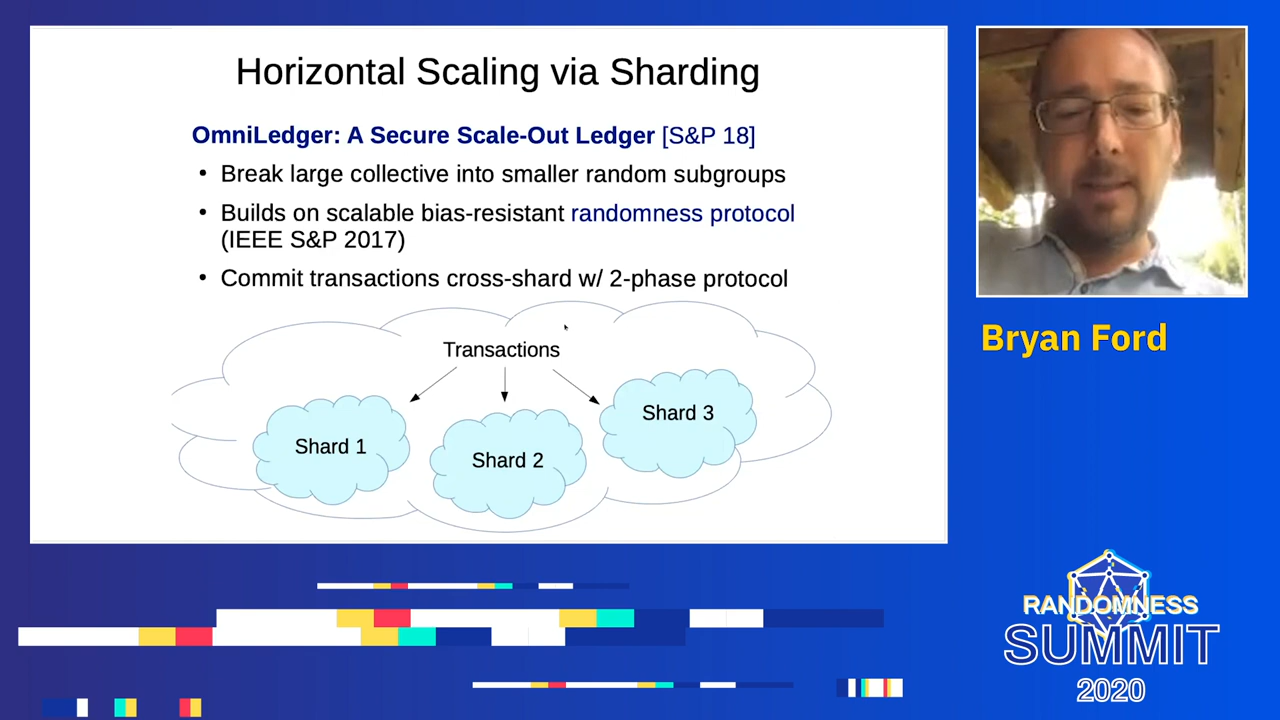 Horizontal Scaling via Sharding
OmniLedger: A Secure Scale-Out Ledger [S&P 18]
• Break large collective into smaller random subgroups
• Builds on scalable bias-resistant randomness protocol
(IEEE S&P 2017)
• Commit transactions cross-shard w/ 2-phase protocol
Transactions
Shard 1
Shard 2
Shard 3
Bryan Ford
RANDOMNESS
SUMMIT
2020